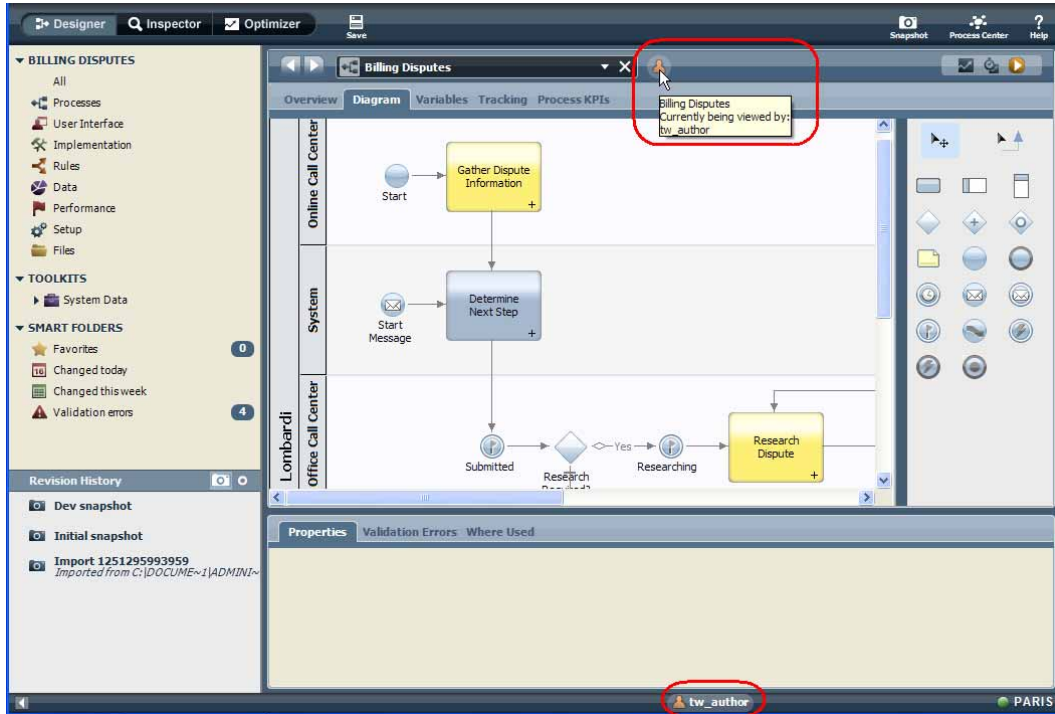 Designer Inspector Optimizer Save Snapshot Process Center Help
BILLING DISPUTES
All
Processes
User Interface
Implementation
Rules
Data
Performance
Setup
Files
TOOLKITS
System Data
SMART FOLDERS
Favorites 0
Changed today
Changed this week
Validation errors 4
Revision History
Dev snapshot
Initial snapshot
Import 1251295993959
Imported from C:\DOCUME~1\ADMINI~
Billing Disputes
Billing Disputes
Currently being viewed by:
tw_author
Overview Diagram Variables Tracking Process KPIs
Lombardi
Online Call Center
Start
Gather Dispute
Information
System
Start
Message
Determine
Next Step
Office Call Center
Submitted
Research
Yes
Researching
Research
Dispute
Properties Validation Errors Where Used
tw_author
PARIS